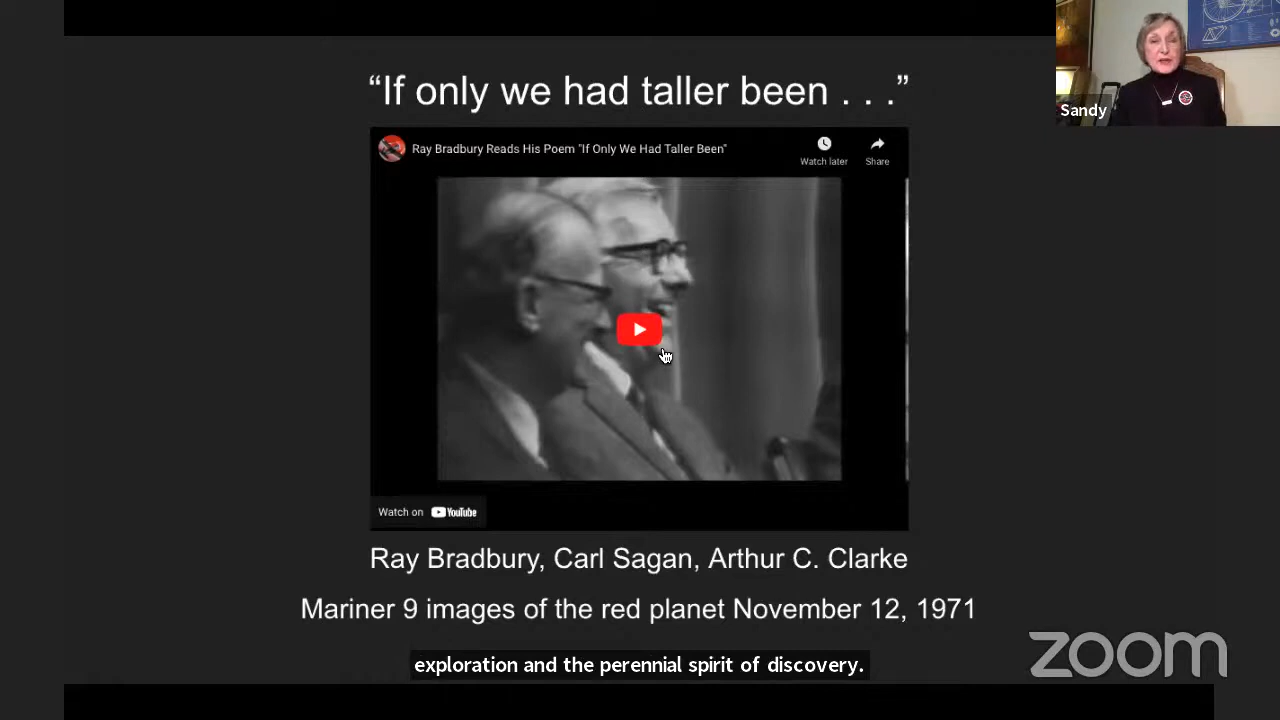 “If only we had taller been . . .”
Sandy
Ray Bradbury Reads His Poem "If Only We Had Taller Been"
Watch later
Share
Watch on YouTube
Ray Bradbury, Carl Sagan, Arthur C. Clarke
Mariner 9 images of the red planet November 12, 1971
exploration and the perennial spirit of discovery.
zoom